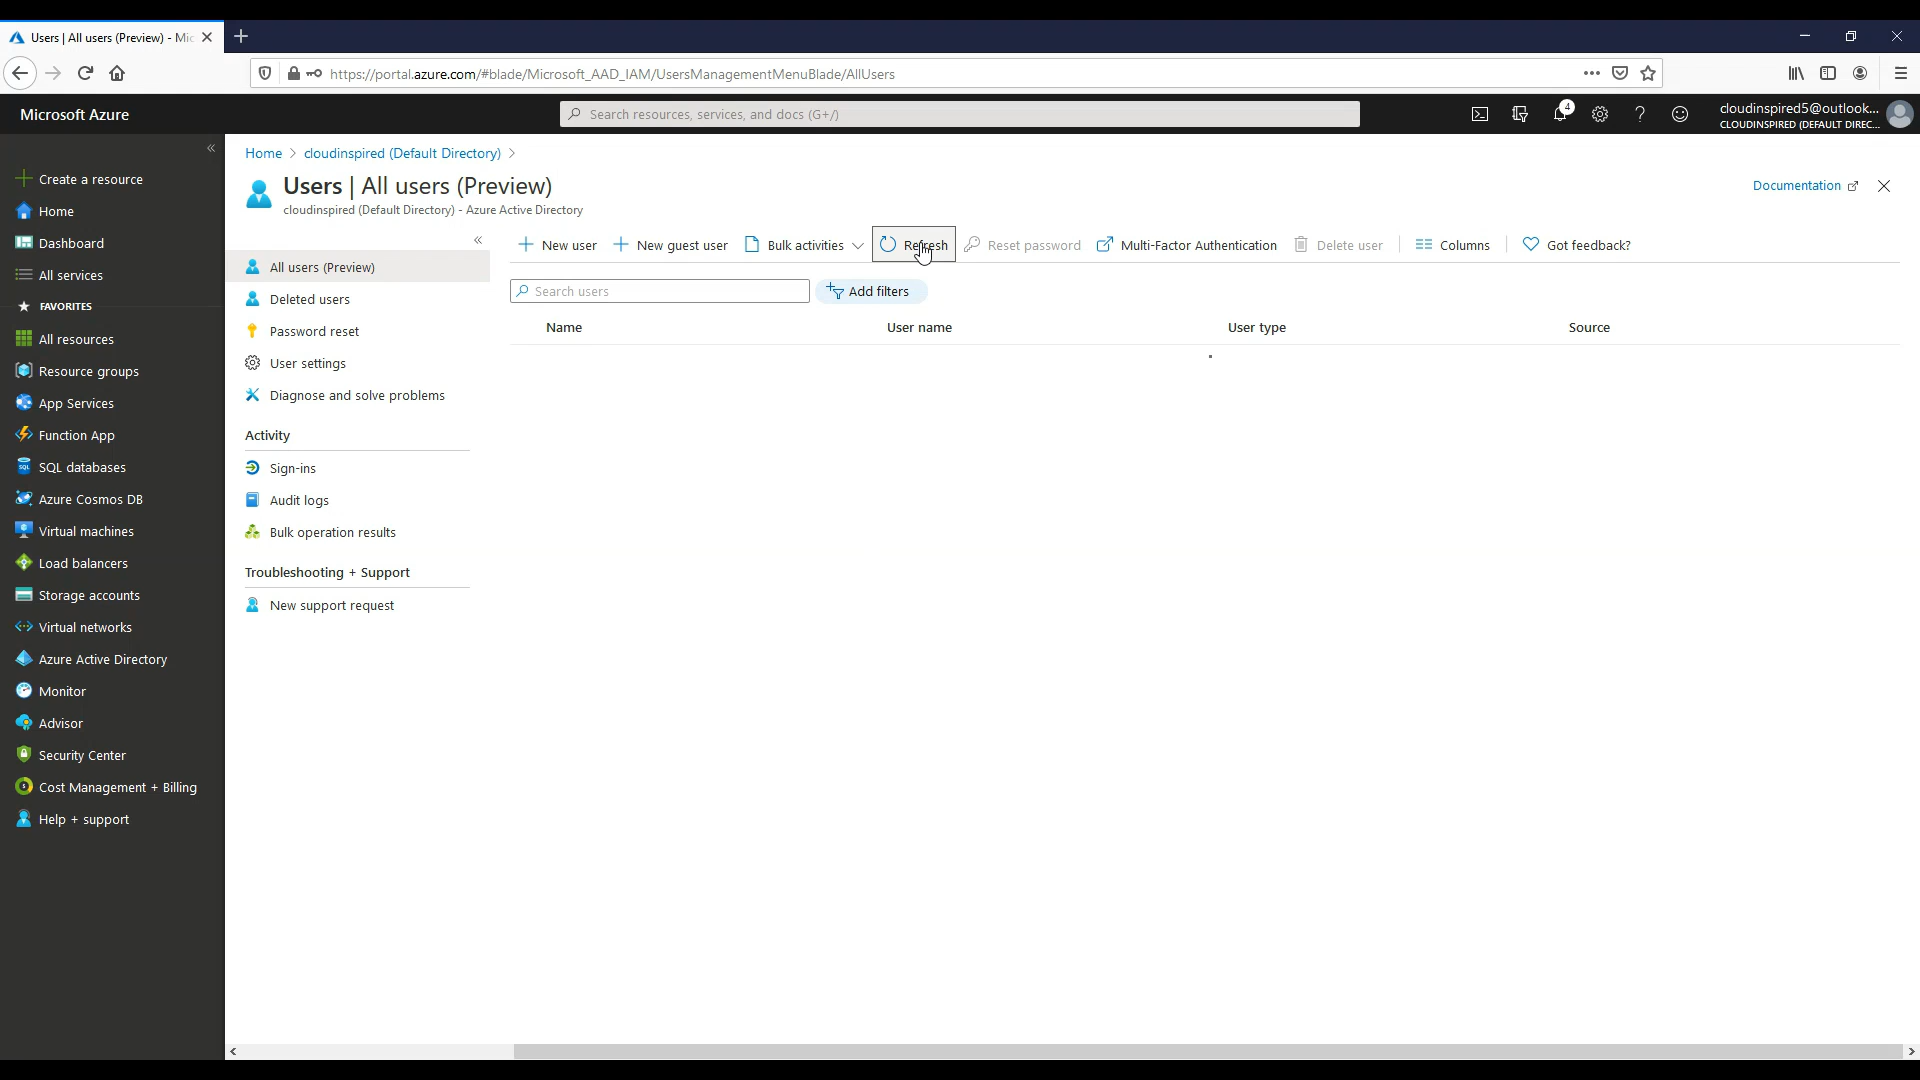 Users | All users (Preview) - Mic
https://portal.azure.com/#blade/Microsoft_AAD_IAM/UsersManagementMenuBlade/AllUsers
Microsoft Azure
Search resources, services, and docs (G+/)
4
cloudinspired5@outlook...
CLOUDINSPIRED (DEFAULT DIREC...
«
Create a resource
Home
Dashboard
All services
FAVORITES
All resources
Resource groups
App Services
Function App
SQL databases
Azure Cosmos DB
Virtual machines
Load balancers
Storage accounts
Virtual networks
Azure Active Directory
Monitor
Advisor
Security Center
Cost Management + Billing
Help + support
Home > cloudinspired (Default Directory) >
Users | All users (Preview)
cloudinspired (Default Directory) - Azure Active Directory
Documentation
«
All users (Preview)
Deleted users
Password reset
User settings
Diagnose and solve problems
Activity
Sign-ins
Audit logs
Bulk operation results
Troubleshooting + Support
New support request
New user New guest user Bulk activities Refresh Reset password Multi-Factor Authentication Delete user Columns Got feedback?
Search users
Add filters
Name User name User type Source